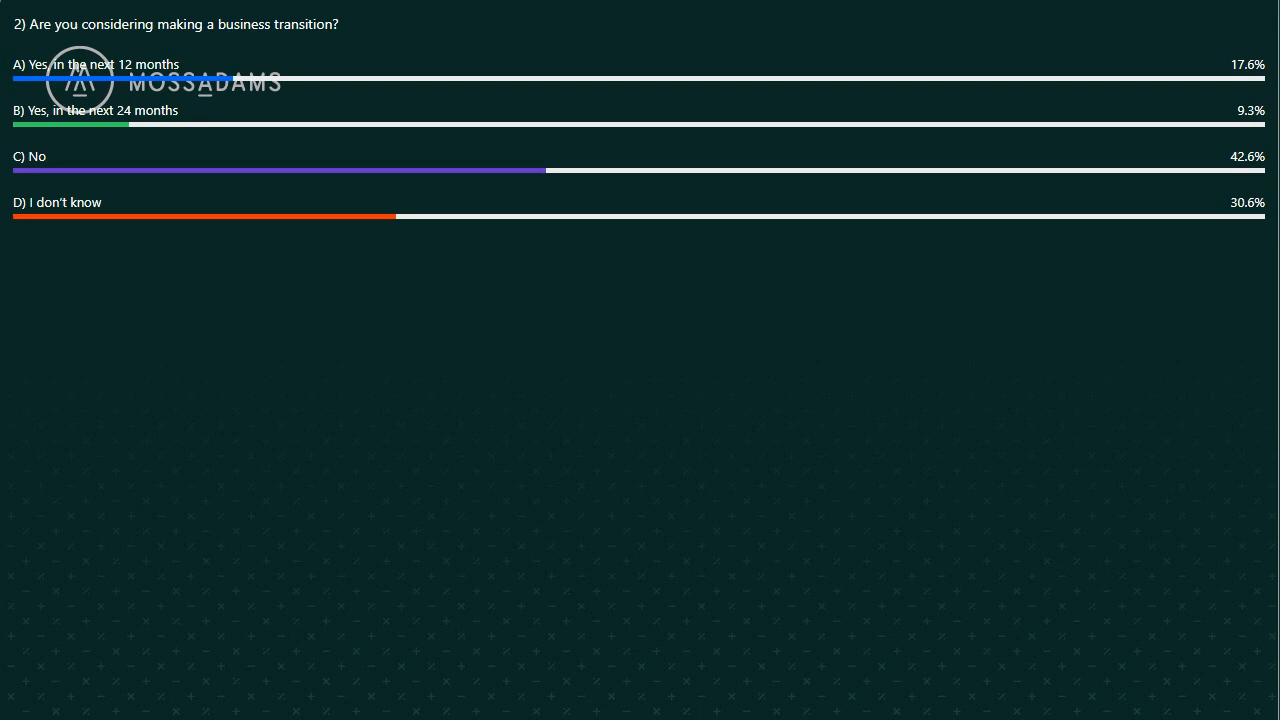 2) Are you considering making a business transition?
A) Yes, in the next 12 months 17.6%
MOSSADAMS
B) Yes, in the next 24 months 9.3%
C) No 42.6%
D) I don't know 30.6%